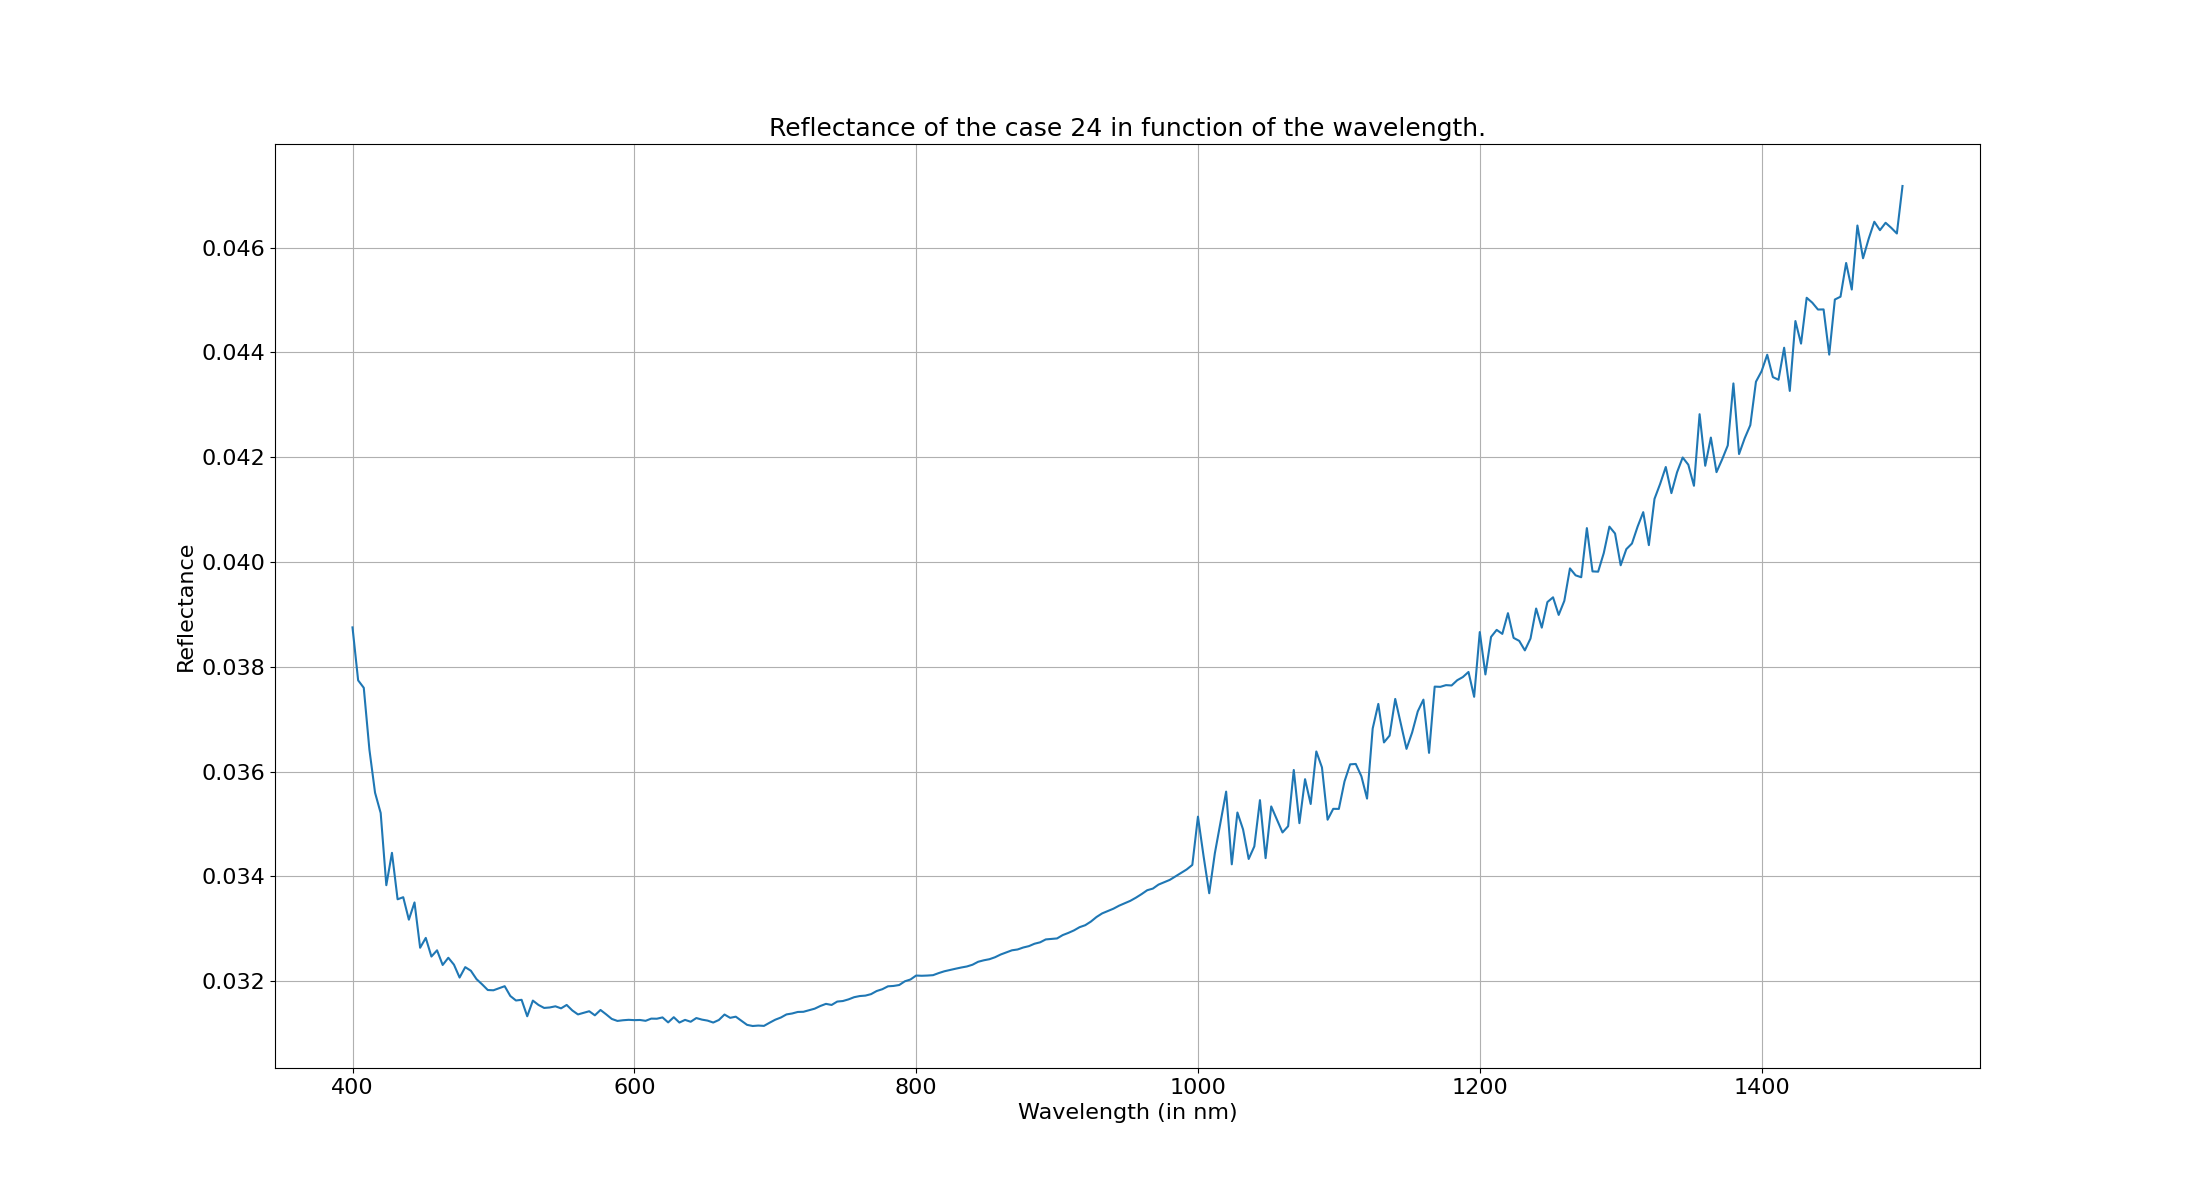 Reflectance of the case 24 in function of the wavelength.
0.046
0.044
0.042
0.040
0.038
0.036
0.034
0.032
Reflectance
400 600 800 1000 1200 1400
Wavelength (in nm)